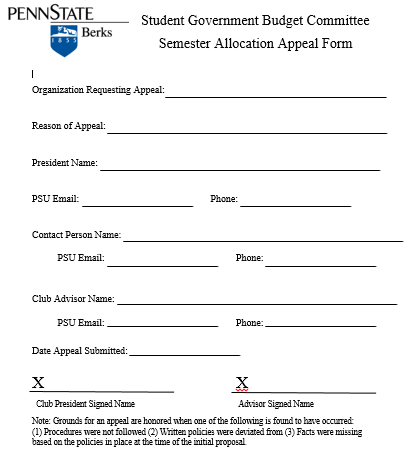 PENNSTATE
Berks
1855
Student Government Budget Committee
Semester Allocation Appeal Form
Organization Requesting Appeal:
Reason of Appeal:
President Name:
PSU Email: Phone:
Contact Person Name:
PSU Email: Phone:
Club Advisor Name:
PSU Email: Phone:
Date Appeal Submitted:
X X
Club President Signed Name Advisor Signed Name
Note: Grounds for an appeal are honored when one of the following is found to have occurred:
(1) Procedures were not followed (2) Written policies were deviated from (3) Facts were missing
based on the policies in place at the time of the initial proposal.